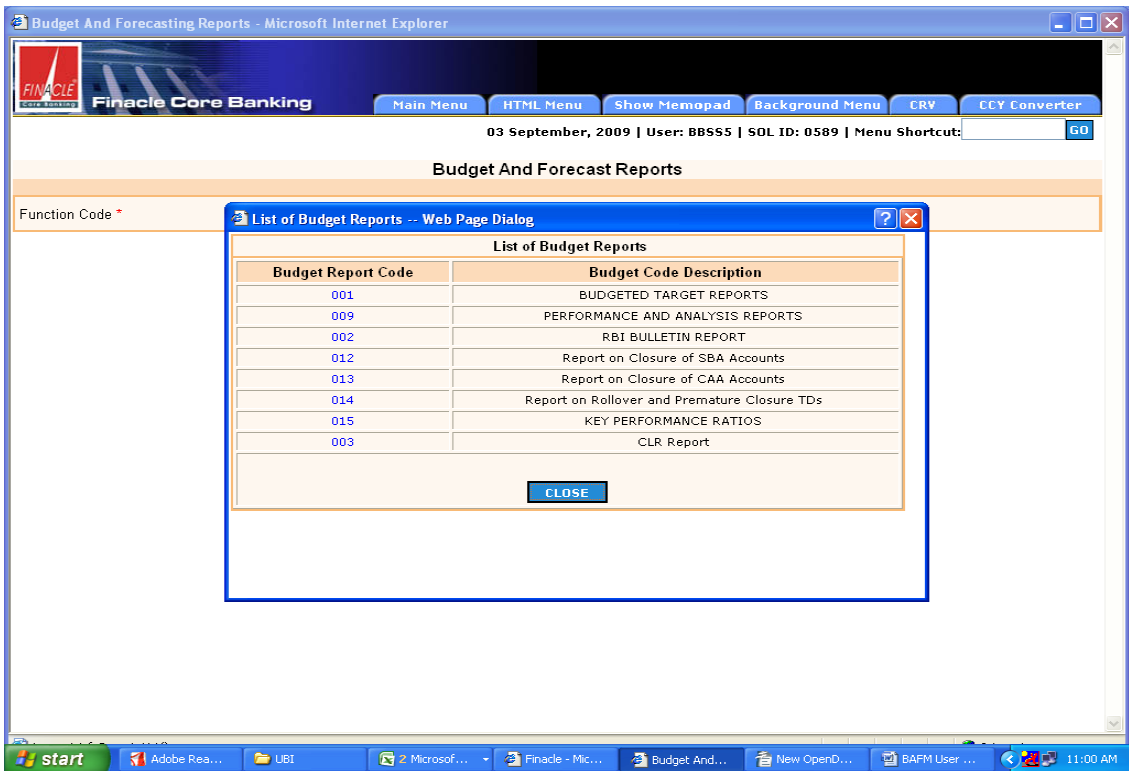 Budget And Forecasting Reports - Microsoft Internet Explorer
FINACLE
Core Banking
Finacle Core Banking
Main Menu HTML Menu Show Memopad Background Menu CRV CCY Converter
03 September, 2009 | User: BBSS5 | SOL ID: 0589 | Menu Shortcut: GO
Budget And Forecast Reports
Function Code *
List of Budget Reports -- Web Page Dialog
List of Budget Reports
Budget Report Code Budget Code Description
001 BUDGETED TARGET REPORTS
009 PERFORMANCE AND ANALYSIS REPORTS
002 RBI BULLETIN REPORT
012 Report on Closure of SBA Accounts
013 Report on Closure of CAA Accounts
014 Report on Rollover and Premature Closure TDs
015 KEY PERFORMANCE RATIOS
003 CLR Report
CLOSE
start Adobe Rea... UBI 2 Microsof... Finacle - Mic... Budget And... New OpenD... BAFM User ... 11:00 AM